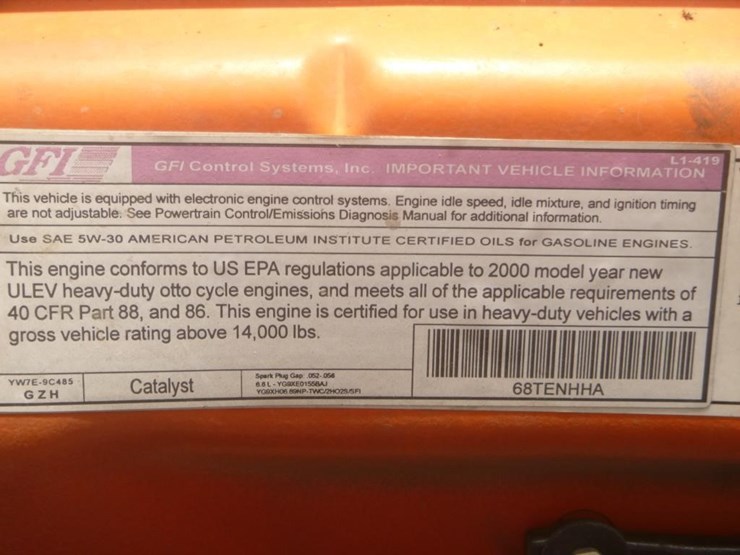 GFI
L1-419
GFI Control Systems, Inc. IMPORTANT VEHICLE INFORMATION
This vehicle is equipped with electronic engine control systems. Engine idle speed, idle mixture, and ignition timing
are not adjustable. See Powertrain Control/Emissiohs Diagnosis Manual for additional information.
Use SAE 5W-30 AMERICAN PETROLEUM INSTITUTE CERTIFIED OILS for GASOLINE ENGINES.
This engine conforms to US EPA regulations applicable to 2000 model year new
ULEV heavy-duty otto cycle engines, and meets all of the applicable requirements of
40 CFR Part 88, and 86. This engine is certified for use in heavy-duty vehicles with a
gross vehicle rating above 14,000 lbs.
YW7E-9C485
GZH
Catalyst
Spark Plug Gap: .052-.056
6.8L -
68TENHHA